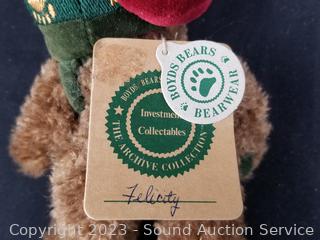 BOYDS BEARS
BEARWEAR
BOYDS BEARS
Investment
Collectables
THE ARCHIVE COLLECTION
Felicity
Copyright © 2023 - Sound Auction Service